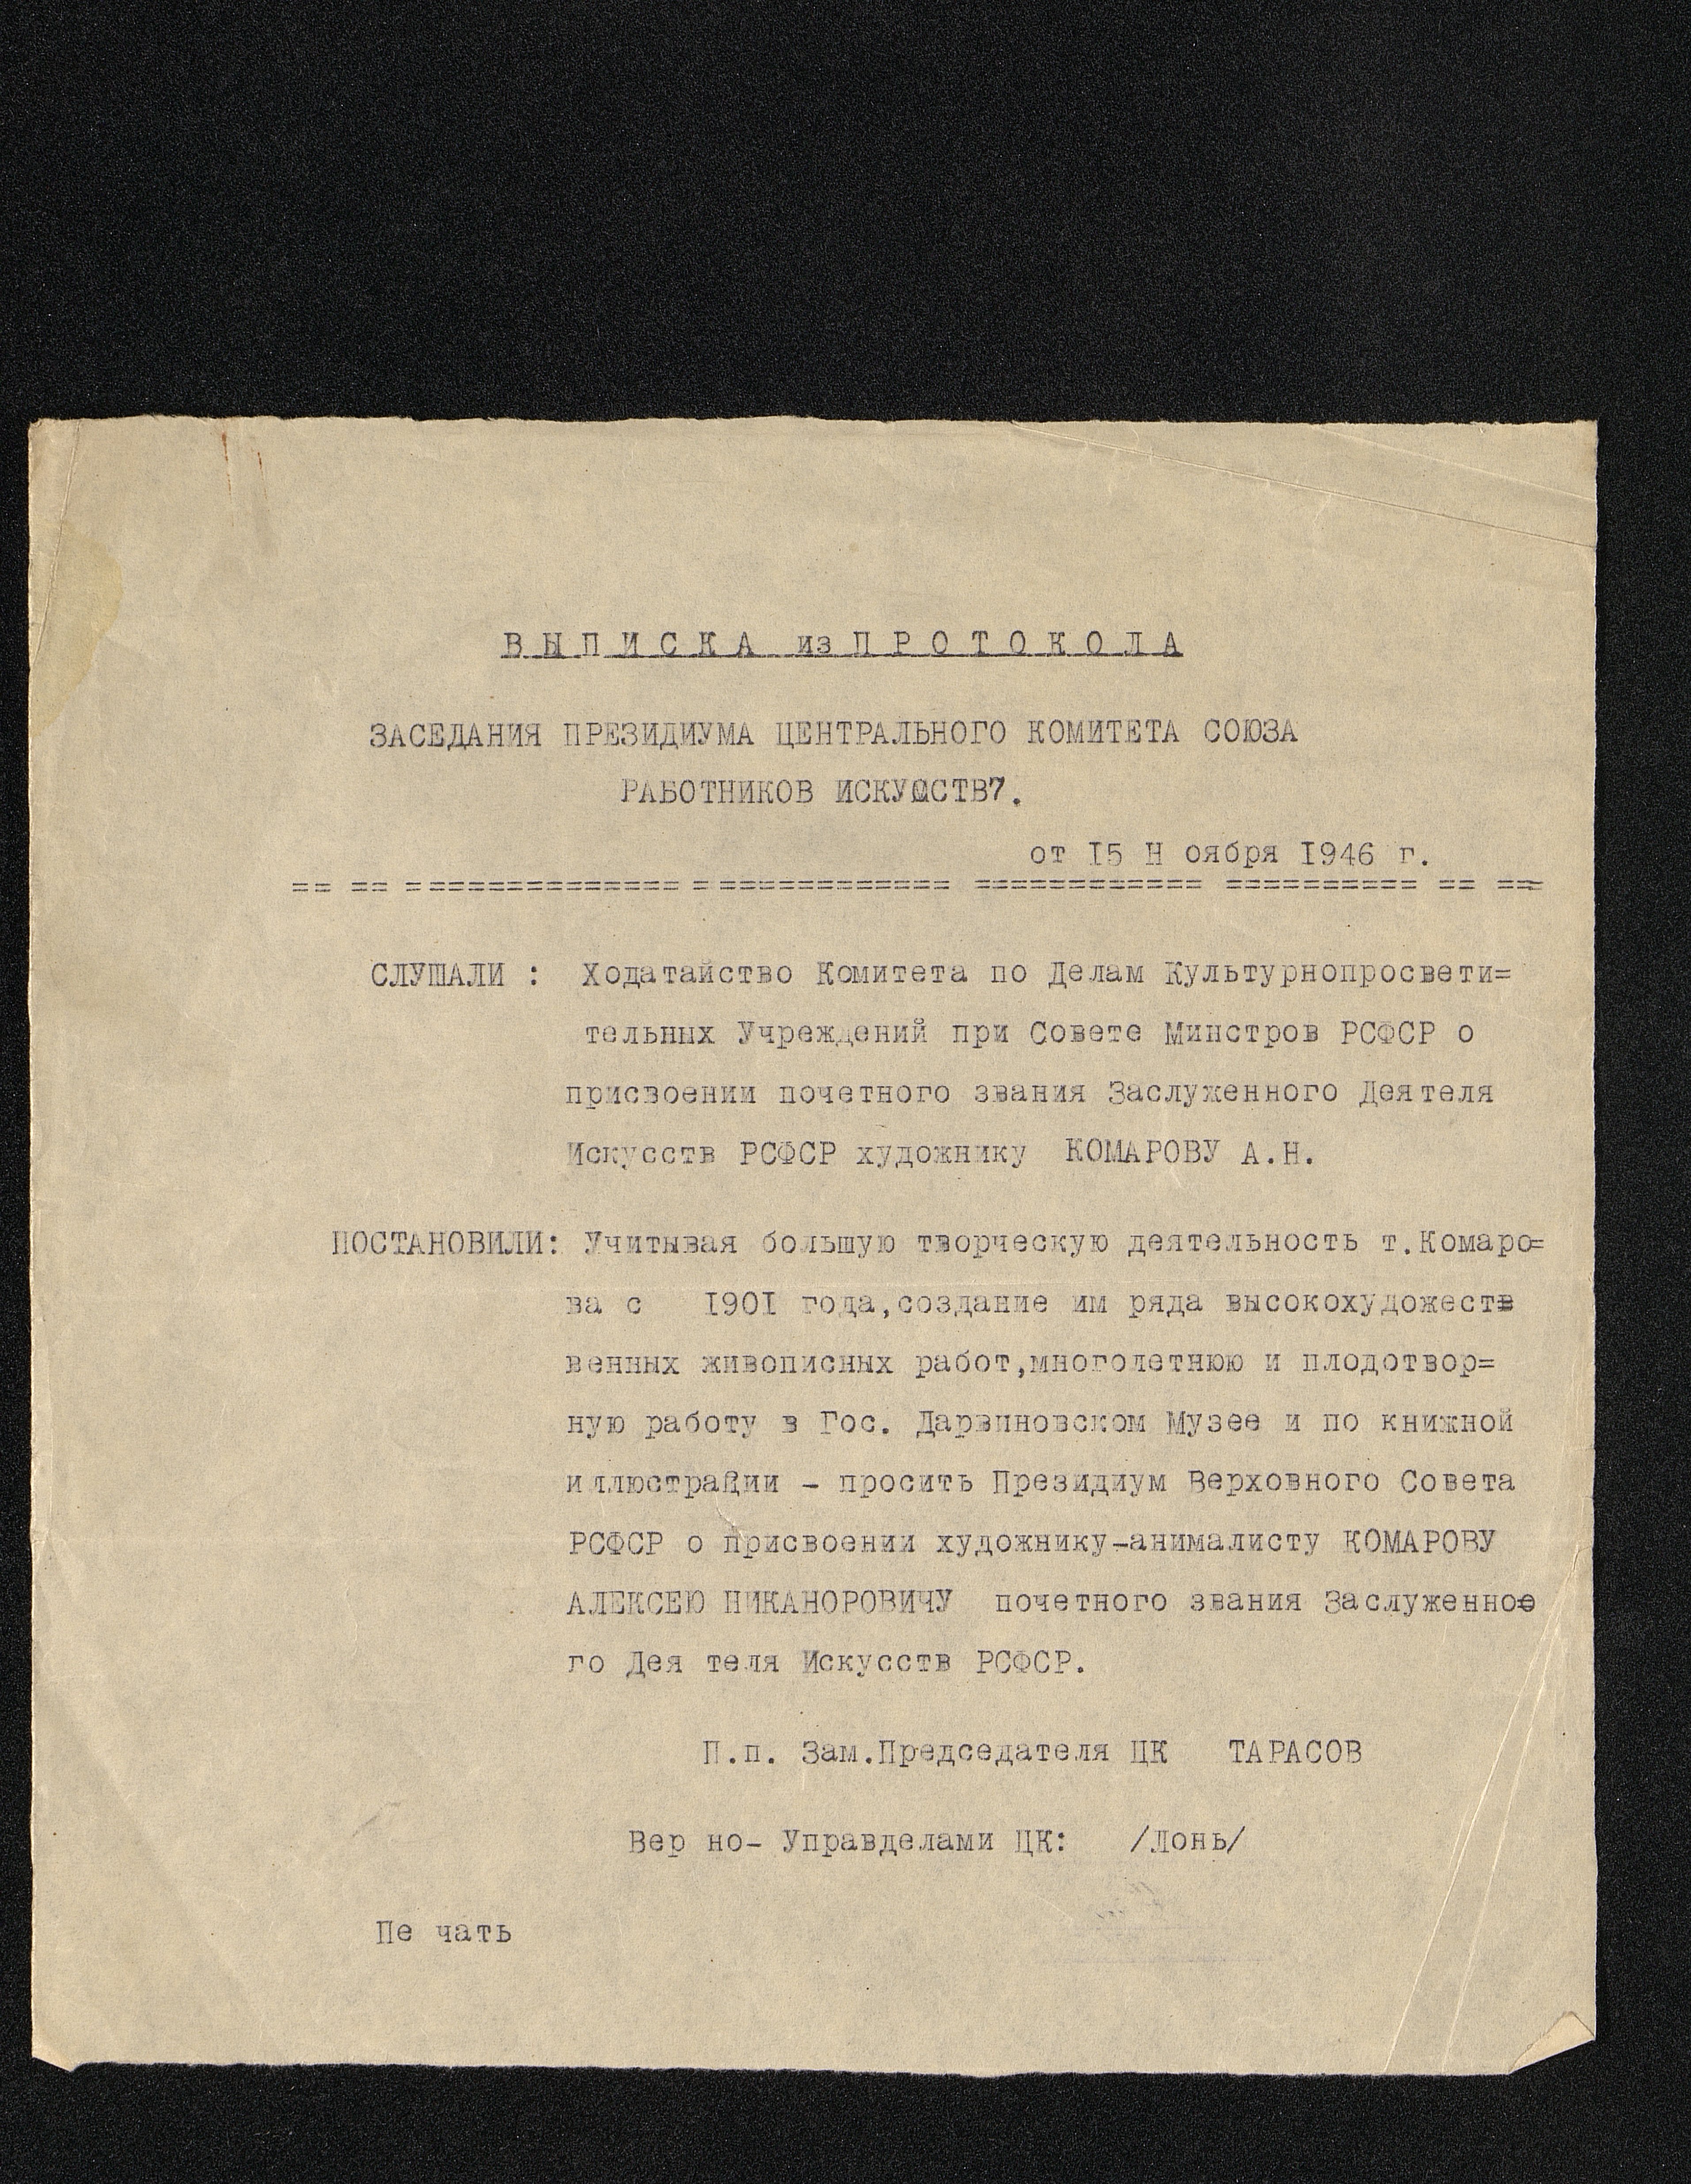 В Ы П И С К А из П Р О Т О К О Л А
ЗАСЕДАНИЯ ПРЕЗИДИУМА ЦЕНТРАЛЬНОГО КОМИТЕТА СОЮЗА
РАБОТНИКОВ ИСКУССТВ7.
от I5 Н оября I946 г.
== == = ============== = ============ ============ ========== == ==
СЛУШАЛИ : Ходатайство Комитета по Делам Культурнопросвети=
тельных Учреждений при Совете Минстров РСФСР о
присвоении почетного звания Заслуженного Деятеля
Искусств РСФСР художнику КОМАРОВУ А.Н.
ПОСТАНОВИЛИ: Учитывая большую творческую деятельность т.Комаро=
ва с I90I года,создание им ряда высокохудожеств
венных живописных работ,многолетнюю и плодотвор=
ную работу в Гос. Дарвиновском Музее и по книжной
иллюстрации - просить Президиум Верховного Совета
РСФСР о присвоении художнику-анималисту КОМАРОВУ
АЛЕКСЕЮ НИКАНОРОВИЧУ почетного звания Заслуженно=
го Дея теля Искусств РСФСР.
П.п. Зам.Председателя ЦК ТАРАСОВ
Вер но- Управделами ЦК: /Лонь/
Пе чать